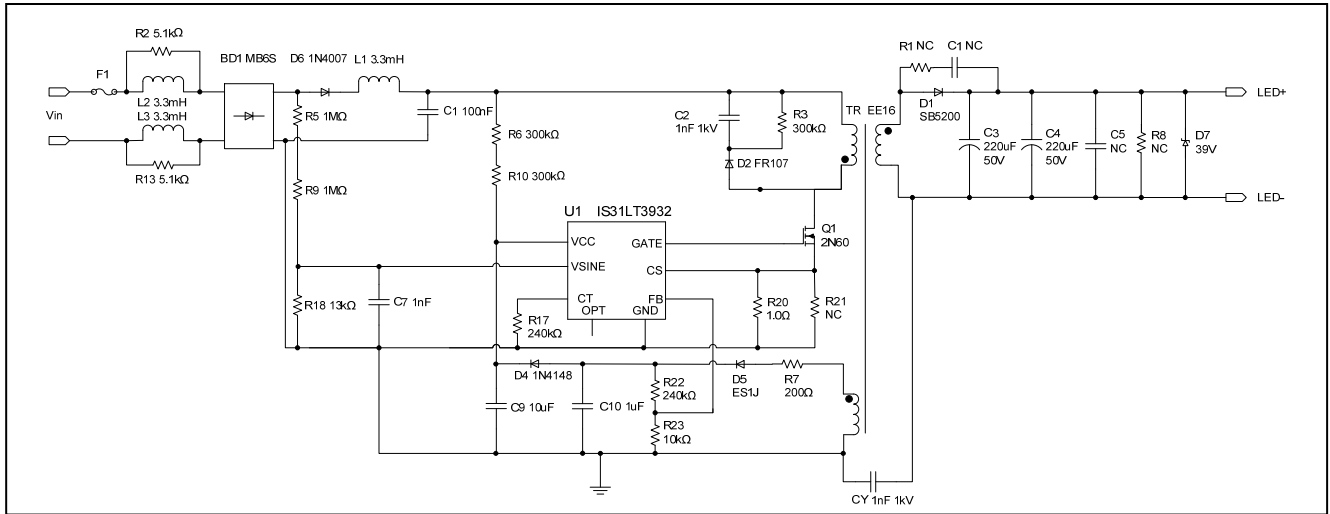 R2 5.1kΩ
BD1 MB6S
D6 1N4007
L1 3.3mH
F1
L2 3.3mH
L3 3.3mH
Vin
R13 5.1kΩ
R5 1MΩ
R9 1MΩ
R18 13kΩ
C7 1nF
C1 100nF
R6 300kΩ
R10 300kΩ
C2
1nF 1kV
R3
300kΩ
D2 FR107
TR EE16
R1 NC
C1 NC
D1
SB5200
C3
220uF
50V
C4
220uF
50V
C5
NC
R8
NC
D7
39V
LED+
LED-
U1 IS31LT3932
VCC
GATE
VSINE
CS
CT
FB
OPT
GND
Q1
2N60
R17
240kΩ
R20
1.0Ω
R21
NC
D4 1N4148
D5
ES1J
R7
200Ω
R22
240kΩ
R23
10kΩ
C9 10uF
C10 1uF
CY 1nF 1kV